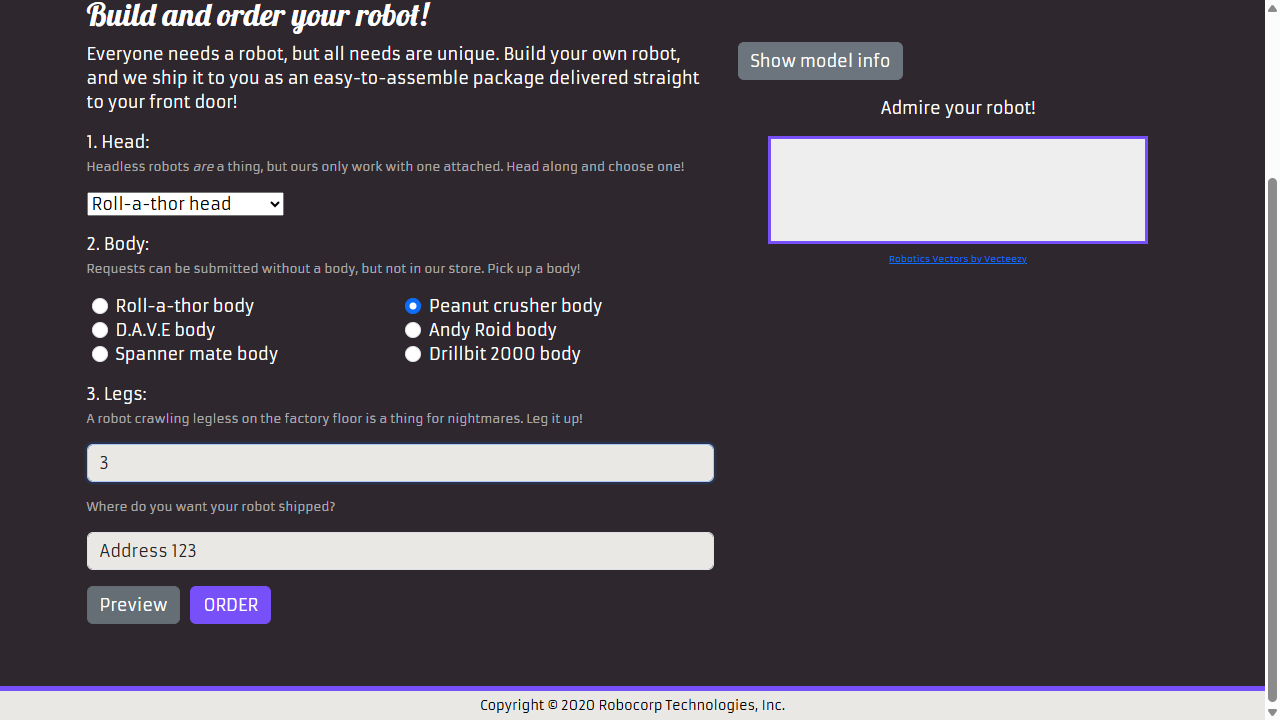 Build and order your robot!
Everyone needs a robot, but all needs are unique. Build your own robot,
and we ship it to you as an easy-to-assemble package delivered straight
to your front door!
1. Head:
Headless robots are a thing, but ours only work with one attached. Head along and choose one!
Roll-a-thor head
2. Body:
Requests can be submitted without a body, but not in our store. Pick up a body!
Roll-a-thor body
Peanut crusher body
D.A.V.E body
Andy Roid body
Spanner mate body
Drillbit 2000 body
3. Legs:
A robot crawling legless on the factory floor is a thing for nightmares. Leg it up!
3
Where do you want your robot shipped?
Address 123
Preview
ORDER
Show model info
Admire your robot!
Robotics Vectors by Vecteezy
Copyright © 2020 Robocorp Technologies, Inc.